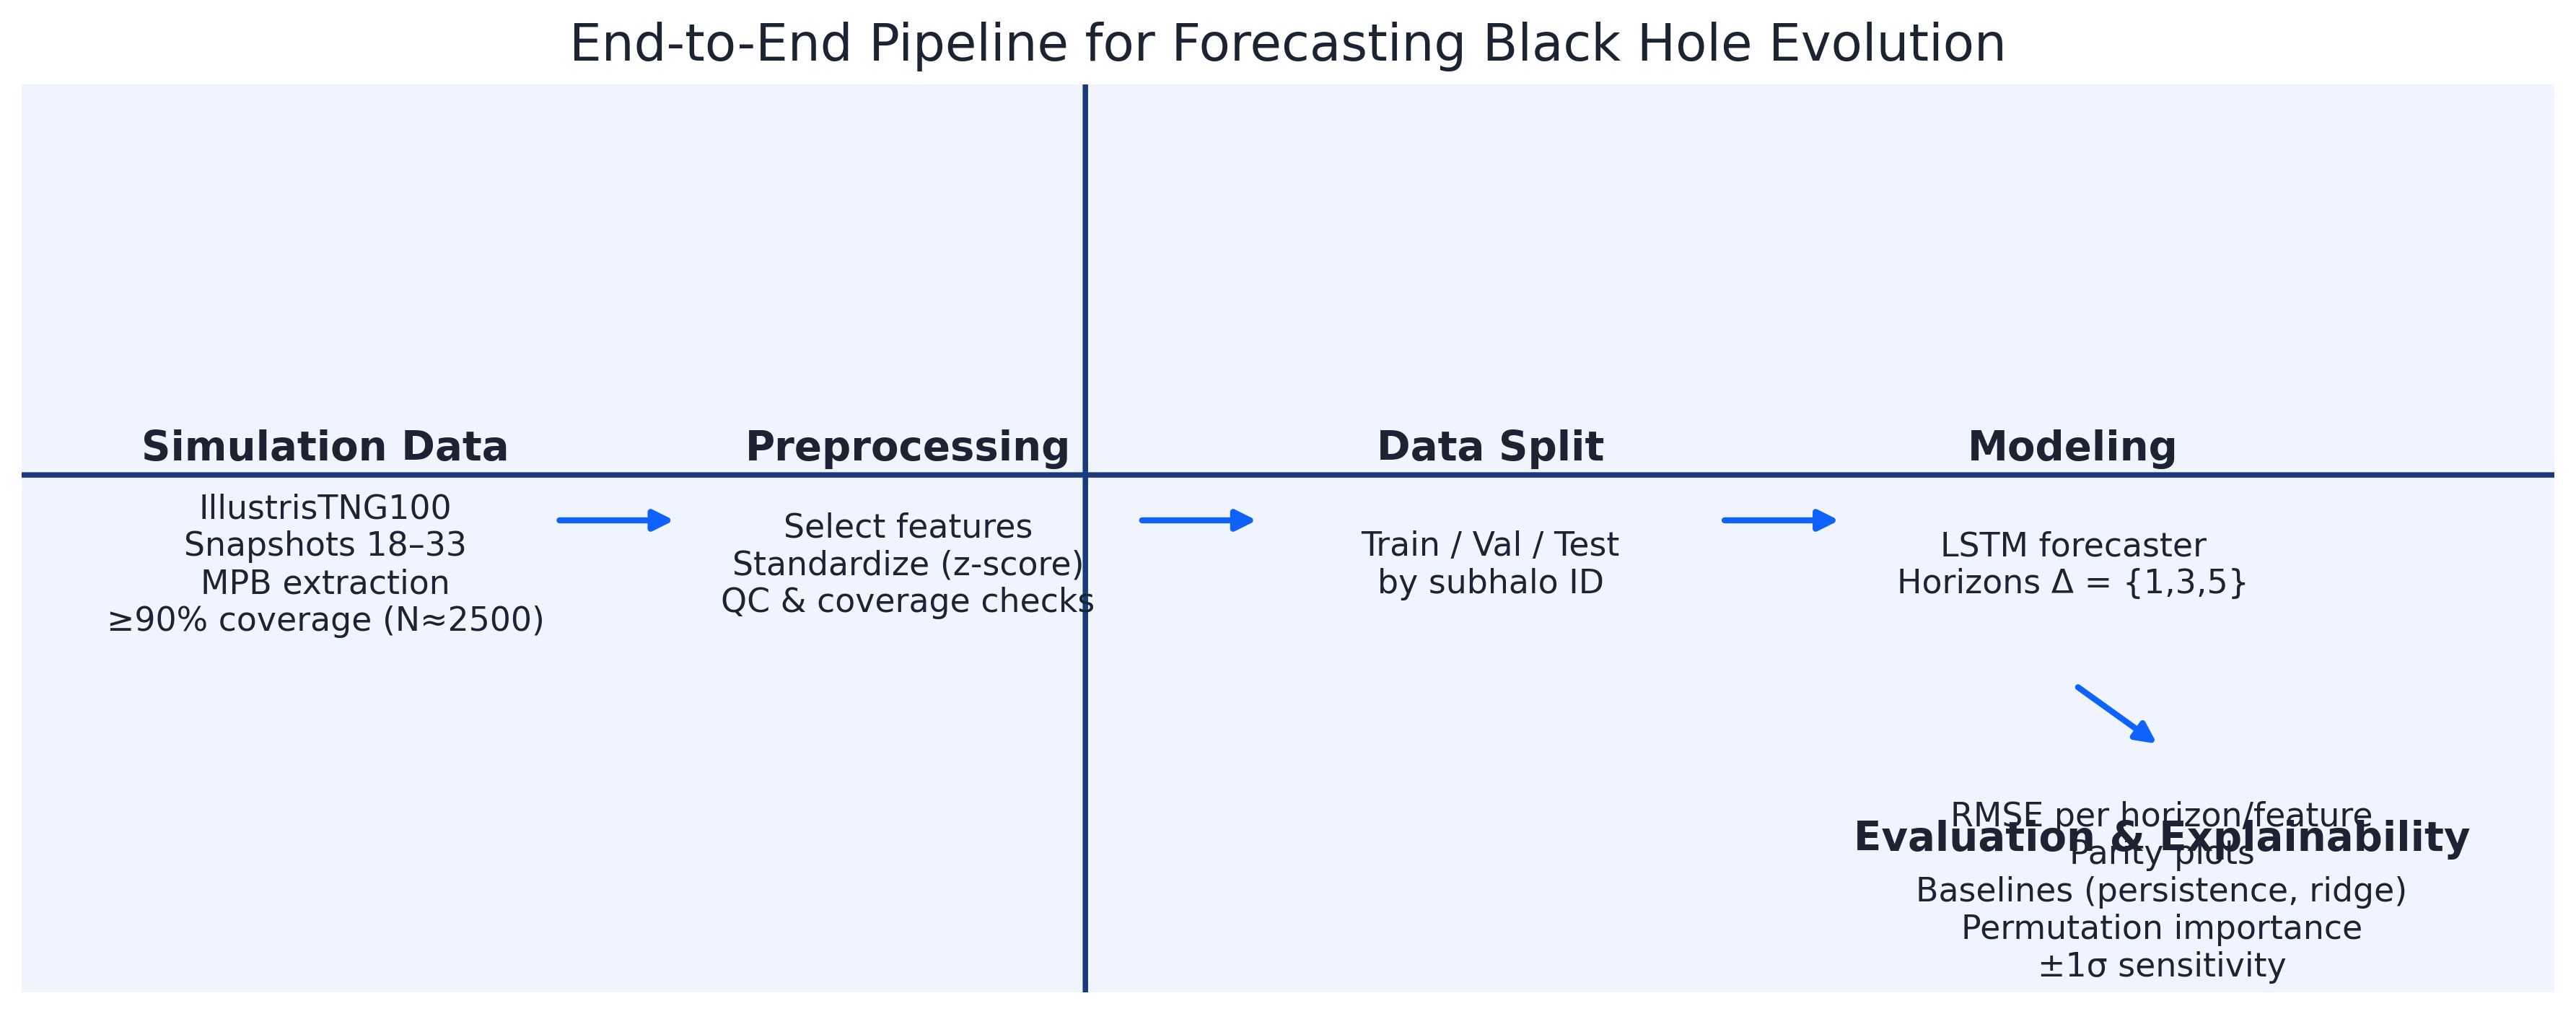 End-to-End Pipeline for Forecasting Black Hole Evolution
Simulation Data
IllustrisTNG100
Snapshots 18–33
MPB extraction
≥90% coverage (N≈2500)
Preprocessing
Select features
Standardize (z-score)
QC & coverage checks
Data Split
Train / Val / Test
by subhalo ID
Modeling
LSTM forecaster
Horizons Δ = {1,3,5}
Evaluation & Explainability
RMSE per horizon/feature
Parity plots
Baselines (persistence, ridge)
Permutation importance
±1σ sensitivity